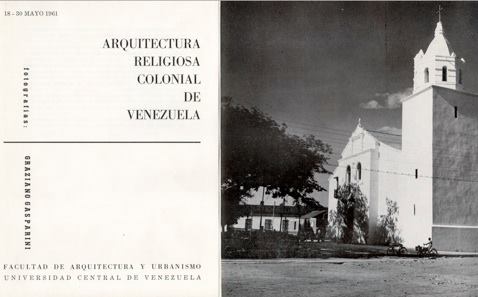 18 - 30 MAYO 1961
ARQUITECTURA
RELIGIOSA
COLONIAL
DE
VENEZUELA
fotografias:
GRAZIANO GASPARINI
FACULTAD DE ARQUITECTURA Y URBANISMO
UNIVERSIDAD CENTRAL DE VENEZUELA